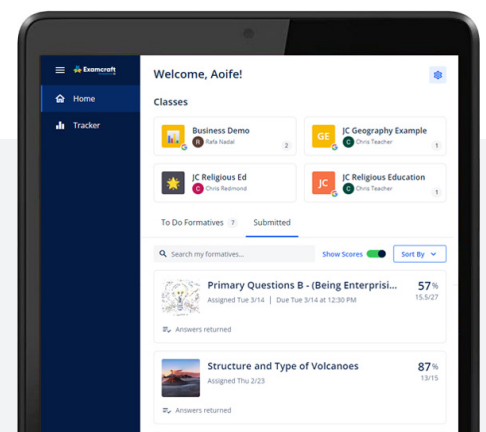 Examcraft
Welcome, Aoife!
Home
Tracker
Classes
Business Demo
R Rafa Nadal
2
GE
JC Geography Example
C Chris Teacher
1
JC Religious Ed
C Chris Redmond
JC
JC Religious Education
C Chris Teacher
1
To Do Formatives 7 Submitted
Search my formatives... Show Scores Sort By
Primary Questions B - (Being Enterprisi... 57%
Assigned Tue 3/14 | Due Tue 3/14 at 12:30 PM 15.5/27
Answers returned
Structure and Type of Volcanoes 87%
Assigned Thu 2/23 13/15
Answers returned